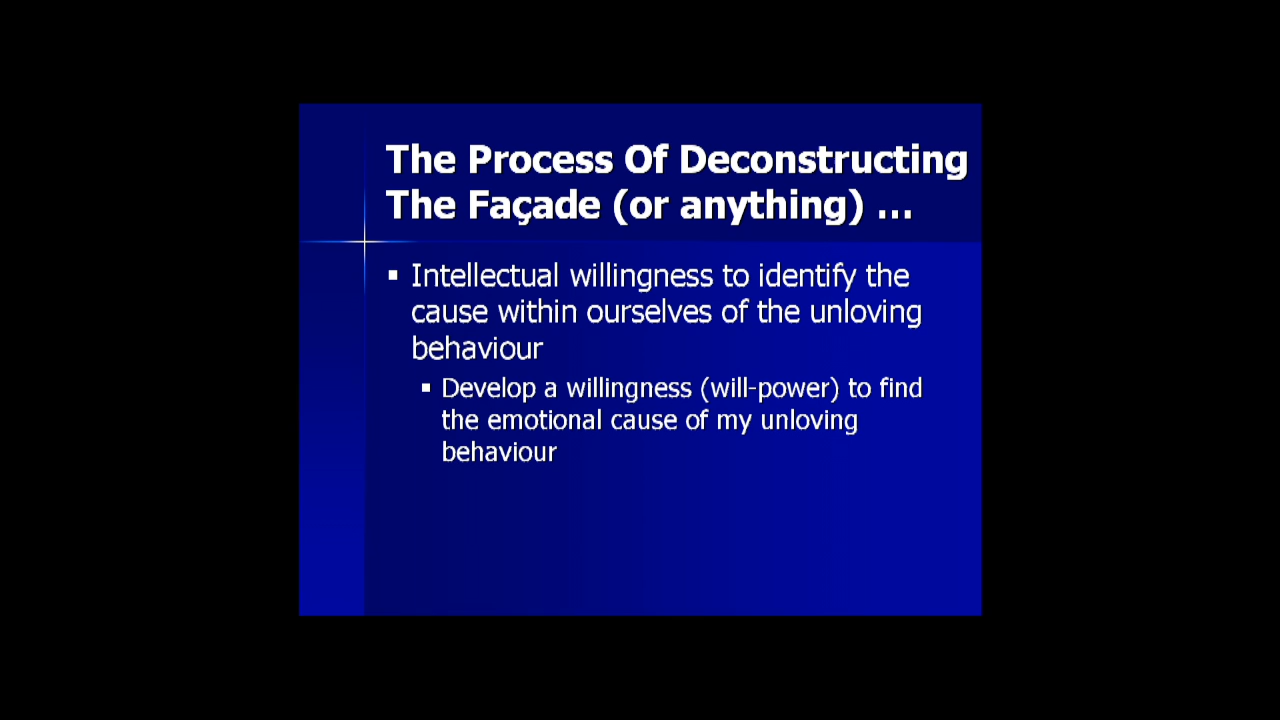 The Process Of Deconstructing
The Façade (or anything) ...
▪ Intellectual willingness to identify the
cause within ourselves of the unloving
behaviour
▪ Develop a willingness (will-power) to find
the emotional cause of my unloving
behaviour